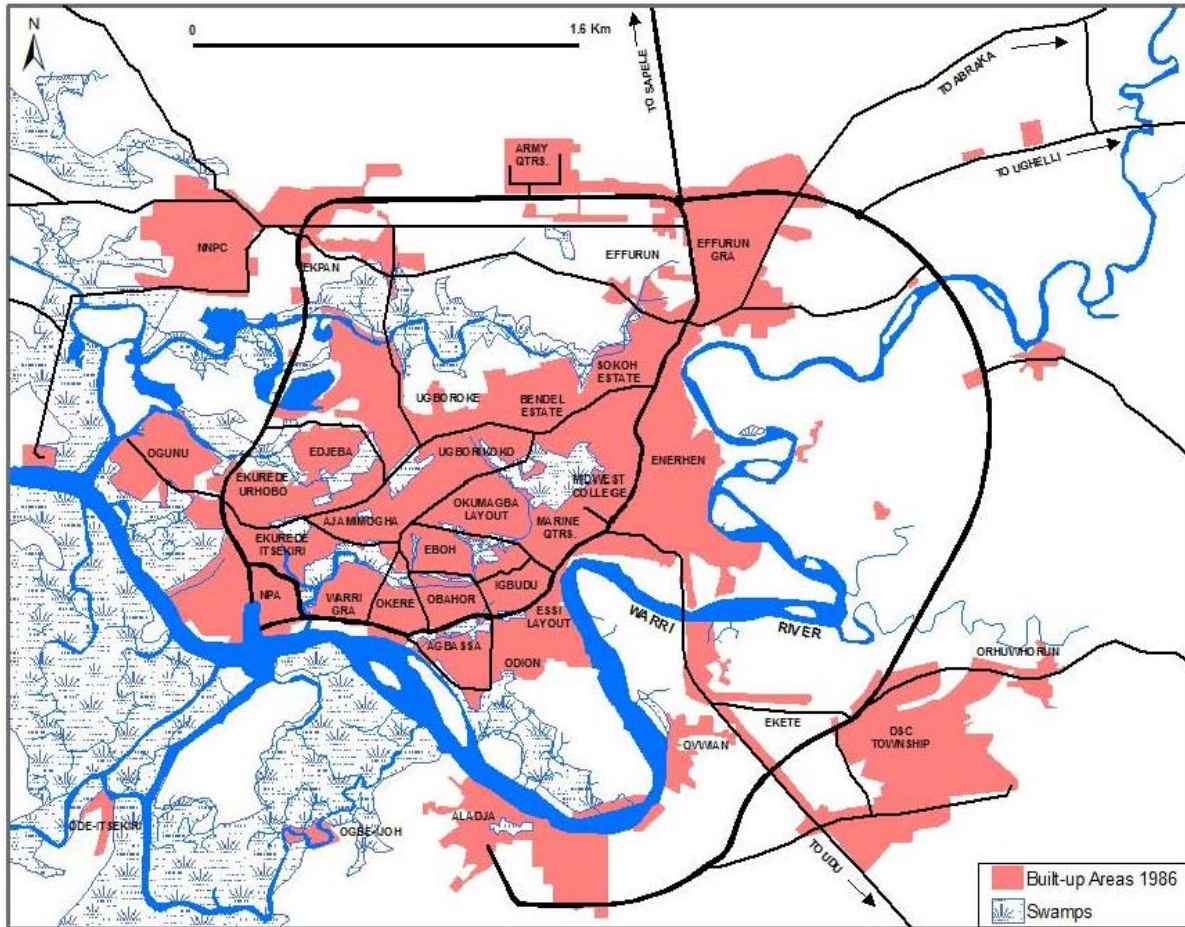 N
0 1.6 Km
TO SAPELE
TO ABRAKA
TO UGHELLI
ARMY
QTRS.
NNPC
EKPAN
EFFURUN
EFFURUN
GRA
SOKOH
ESTATE
UGBOROKE
BENDEL
ESTATE
OGUNU
EDJEBA
UGBORIKOKO
ENERHEN
EKUREDE
URHOBO
MIDWEST
COLLEGE
OKUMAGBA
LAYOUT
AJAMIMOGHA
MARINE
QTRS.
EKUREDE
ITSEKIRI
EBOH
IGBUDU
NPA
WARRI
GRA
OKERE
OBAHOR
ESSI
LAYOUT
WARRI
RIVER
AGBASSA
ODION
ORHUWHORUN
EKETE
OVWIAN
DSC
TOWNSHIP
ALADJA
ODE-ITSEKIRI
OGBE-IJOH
TO UDU
Built-up Areas 1986
Swamps